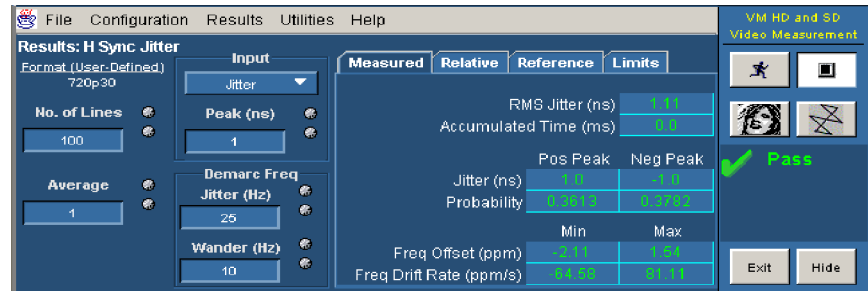 File Configuration Results Utilities Help
VM HD and SD
Video Measurement
Results: H Sync Jitter
Format (User-Defined)
720p30
No. of Lines
100
Average
1
Input
Jitter
Peak (ns)
1
Demarc Freq
Jitter (Hz)
25
Wander (Hz)
10
Measured Relative Reference Limits
RMS Jitter (ns) 1.11
Accumulated Time (ms) 0.0
Pos Peak Neg Peak
Jitter (ns) 1.0 -1.0
Probability 0.3613 0.3782
Min Max
Freq Offset (ppm) -2.11 1.54
Freq Drift Rate (ppm/s) -64.58 81.11
Pass
Exit Hide